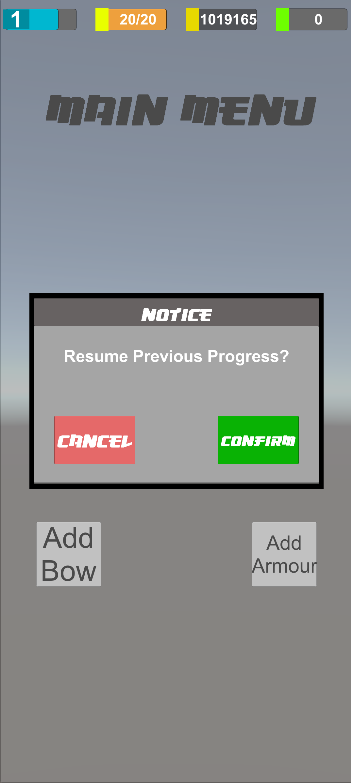 1 20/20 1019165 0
MAIN MENU
NOTICE
Resume Previous Progress?
CANCEL CONFIRM
Add
Bow
Add
Armour